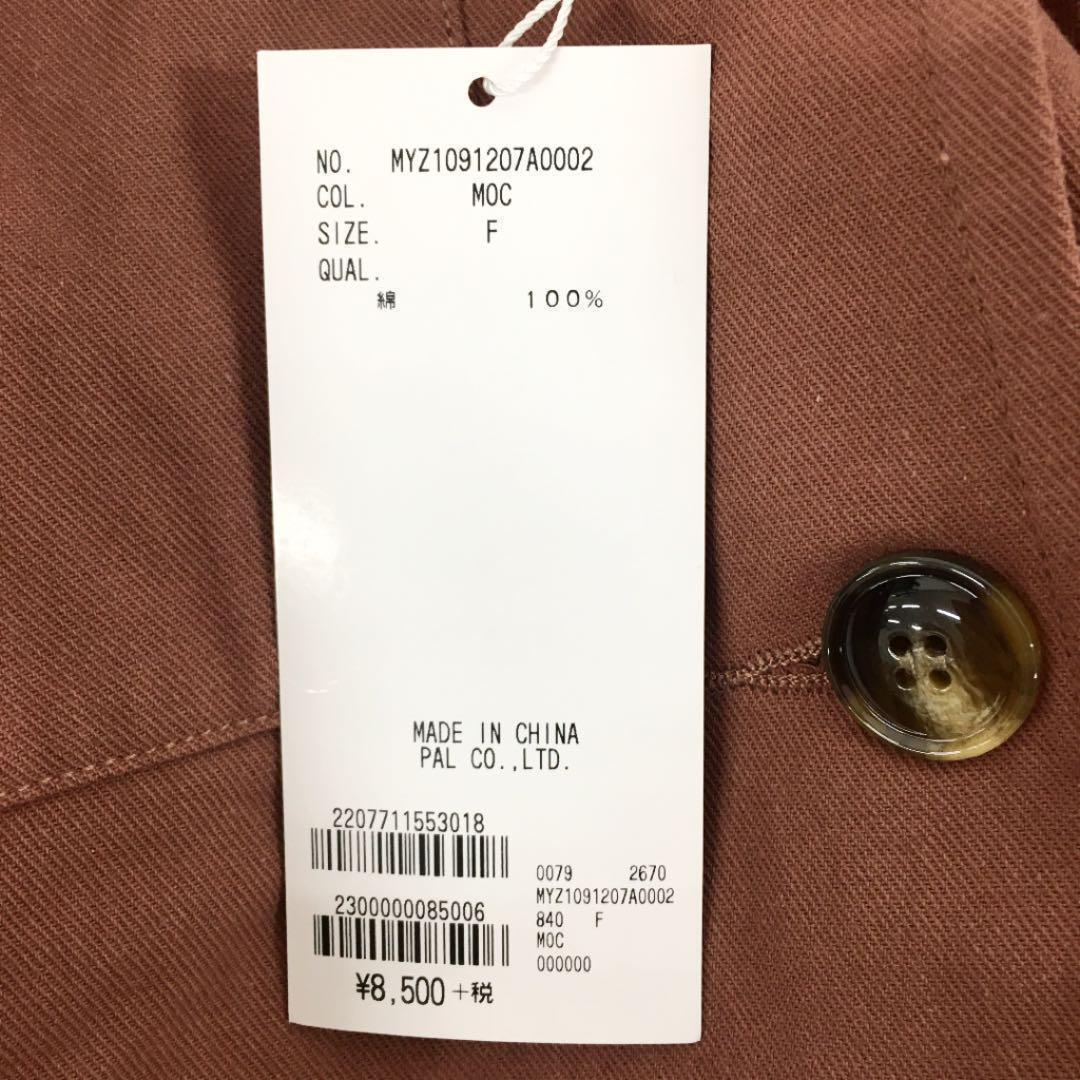 NO. MYZ1091207A0002
COL. MOC
SIZE. F
QUAL.
綿 100%
MADE IN CHINA
PAL CO.,LTD.
2207711553018
2300000085006
¥8,500+税
0079 2670
MYZ1091207A0002
840 F
MOC
000000